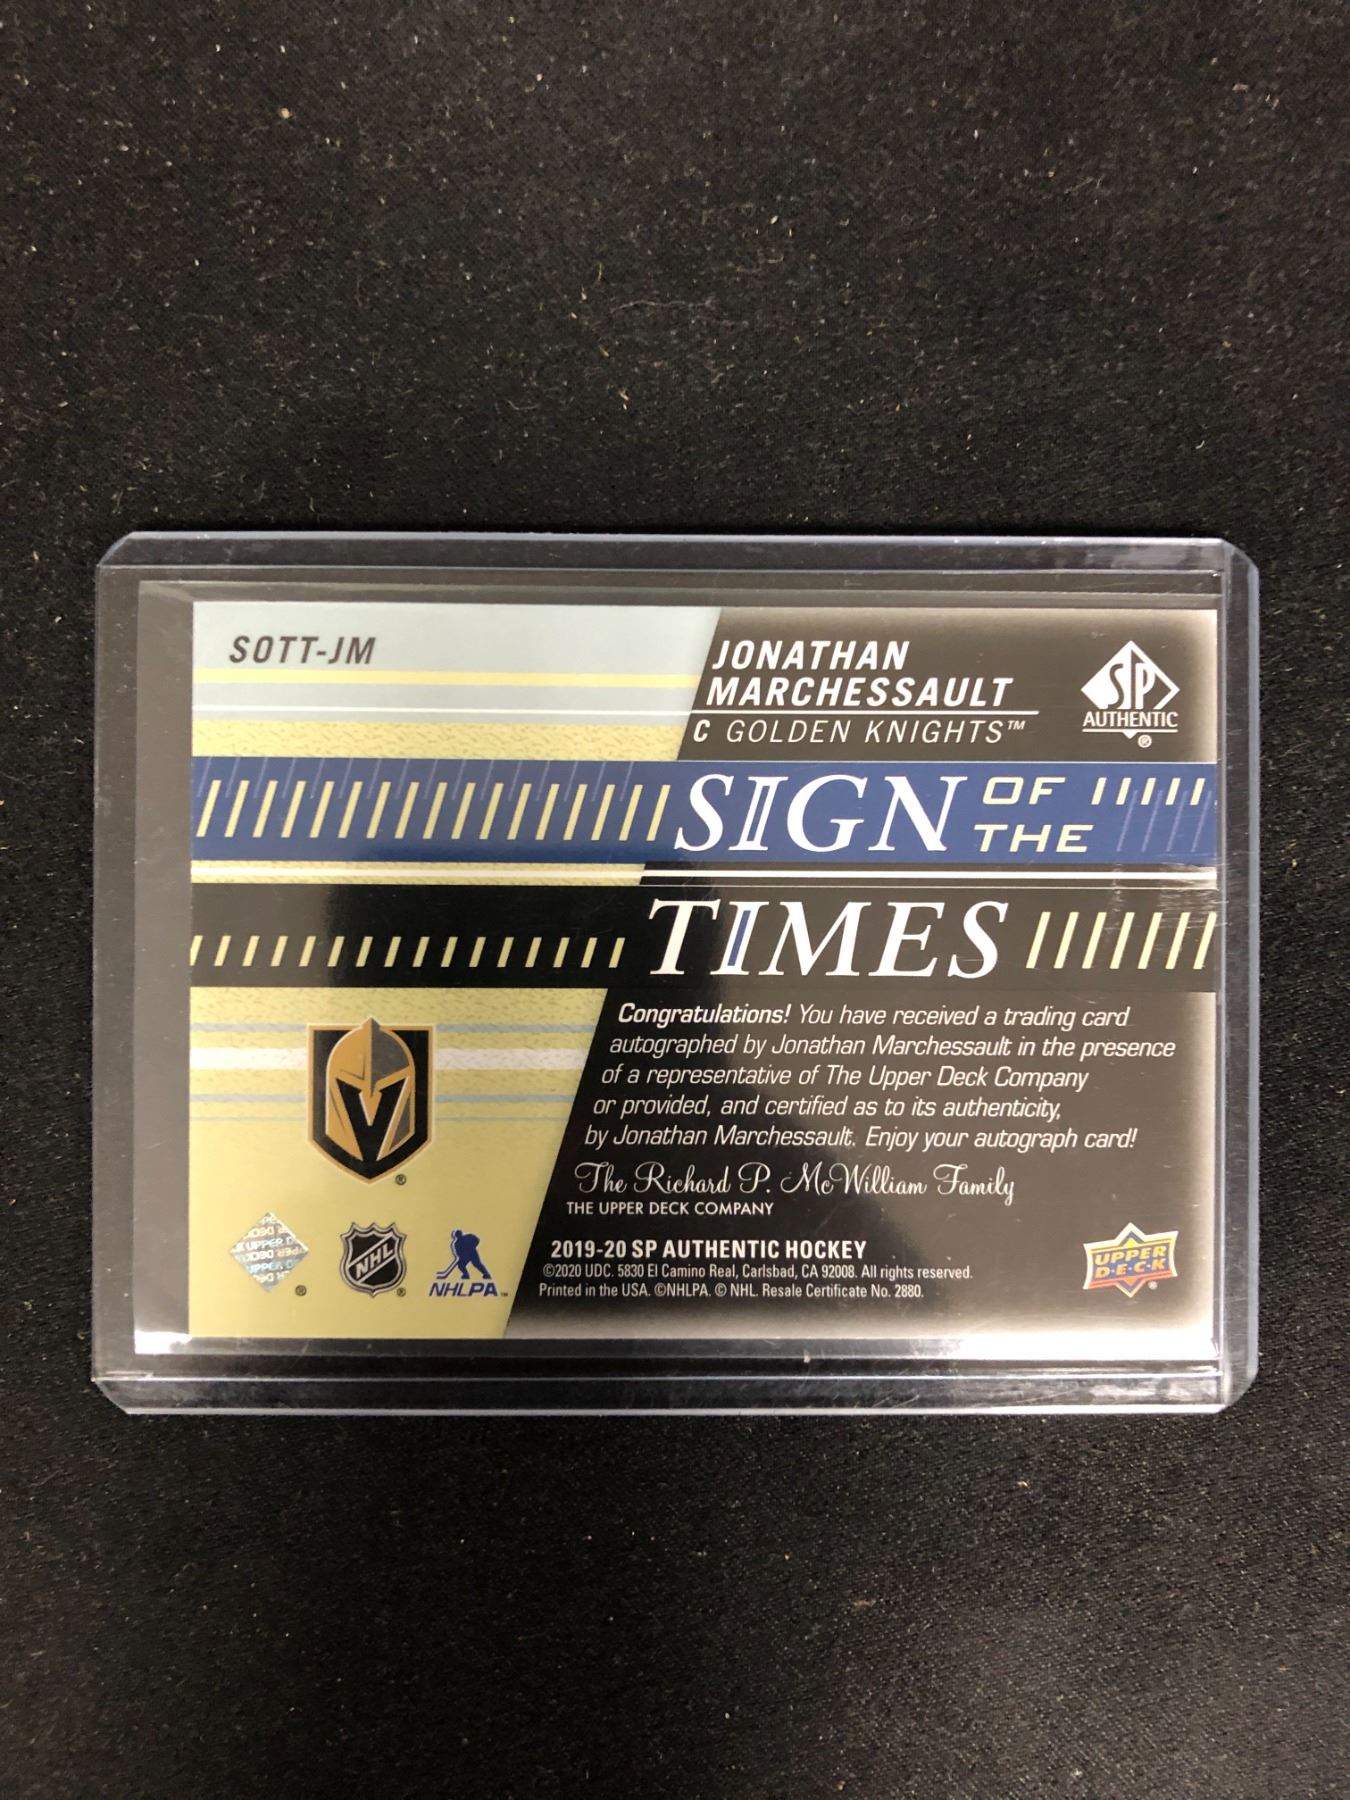 SOTT-JM
JONATHAN
MARCHESSAULT
C GOLDEN KNIGHTS™
SP
AUTHENTIC
®
SIGN OF THE
TIMES
Congratulations! You have received a trading card
autographed by Jonathan Marchessault in the presence
of a representative of The Upper Deck Company
or provided, and certified as to its authenticity,
by Jonathan Marchessault. Enjoy your autograph card!
The Richard P. McWilliam Family
THE UPPER DECK COMPANY
2019-20 SP AUTHENTIC HOCKEY
©2020 UDC. 5830 El Camino Real, Carlsbad, CA 92008. All rights reserved.
Printed in the USA. ©NHLPA. © NHL. Resale Certificate No. 2880.
®
UPPER D
®
NHL
®
NHLPA™
UPPER
D·E·C·K
®